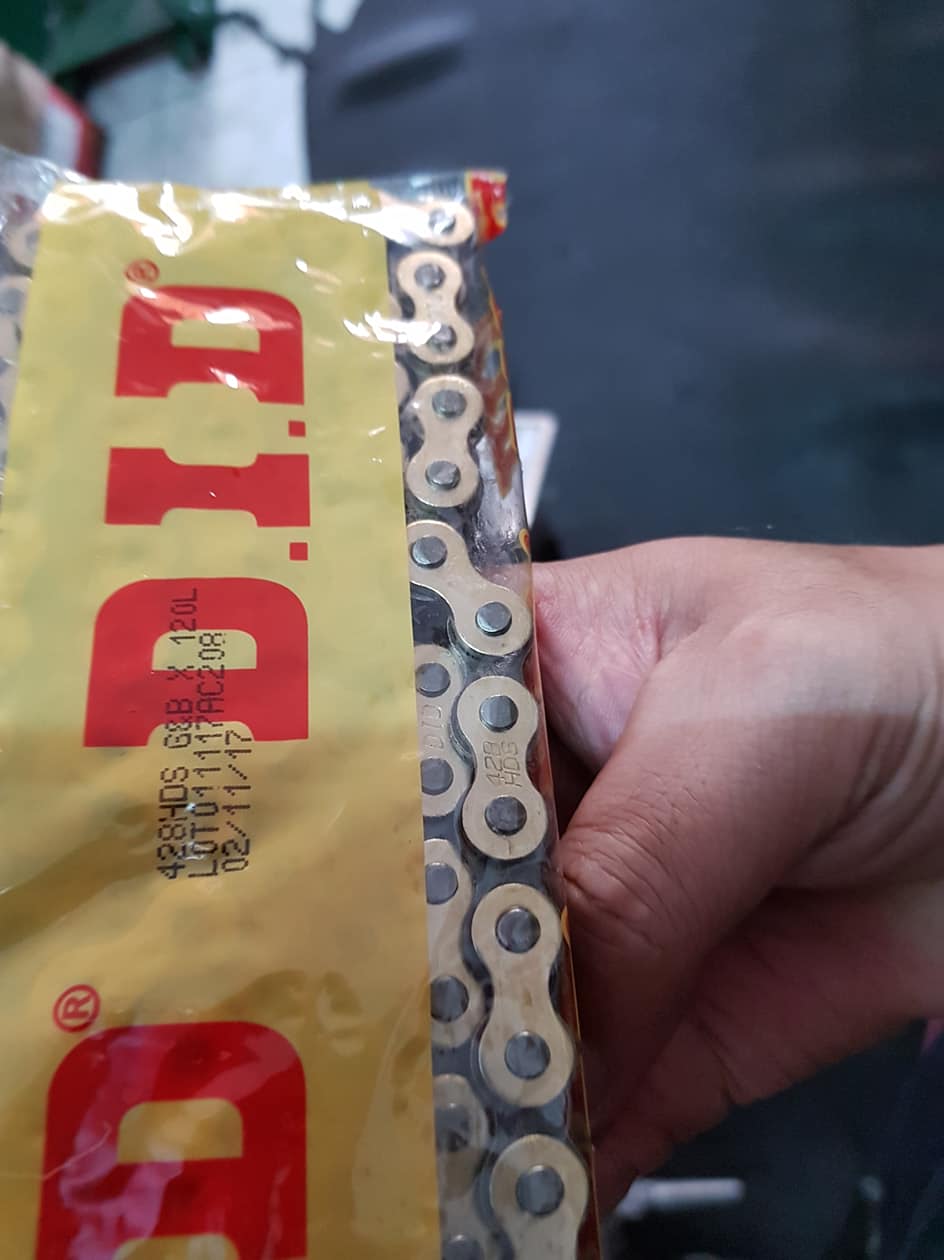 D.I.D®
428HDS G&B X 120L
LOT011117AC208
02/11/17
D
®
DID
428
HDS